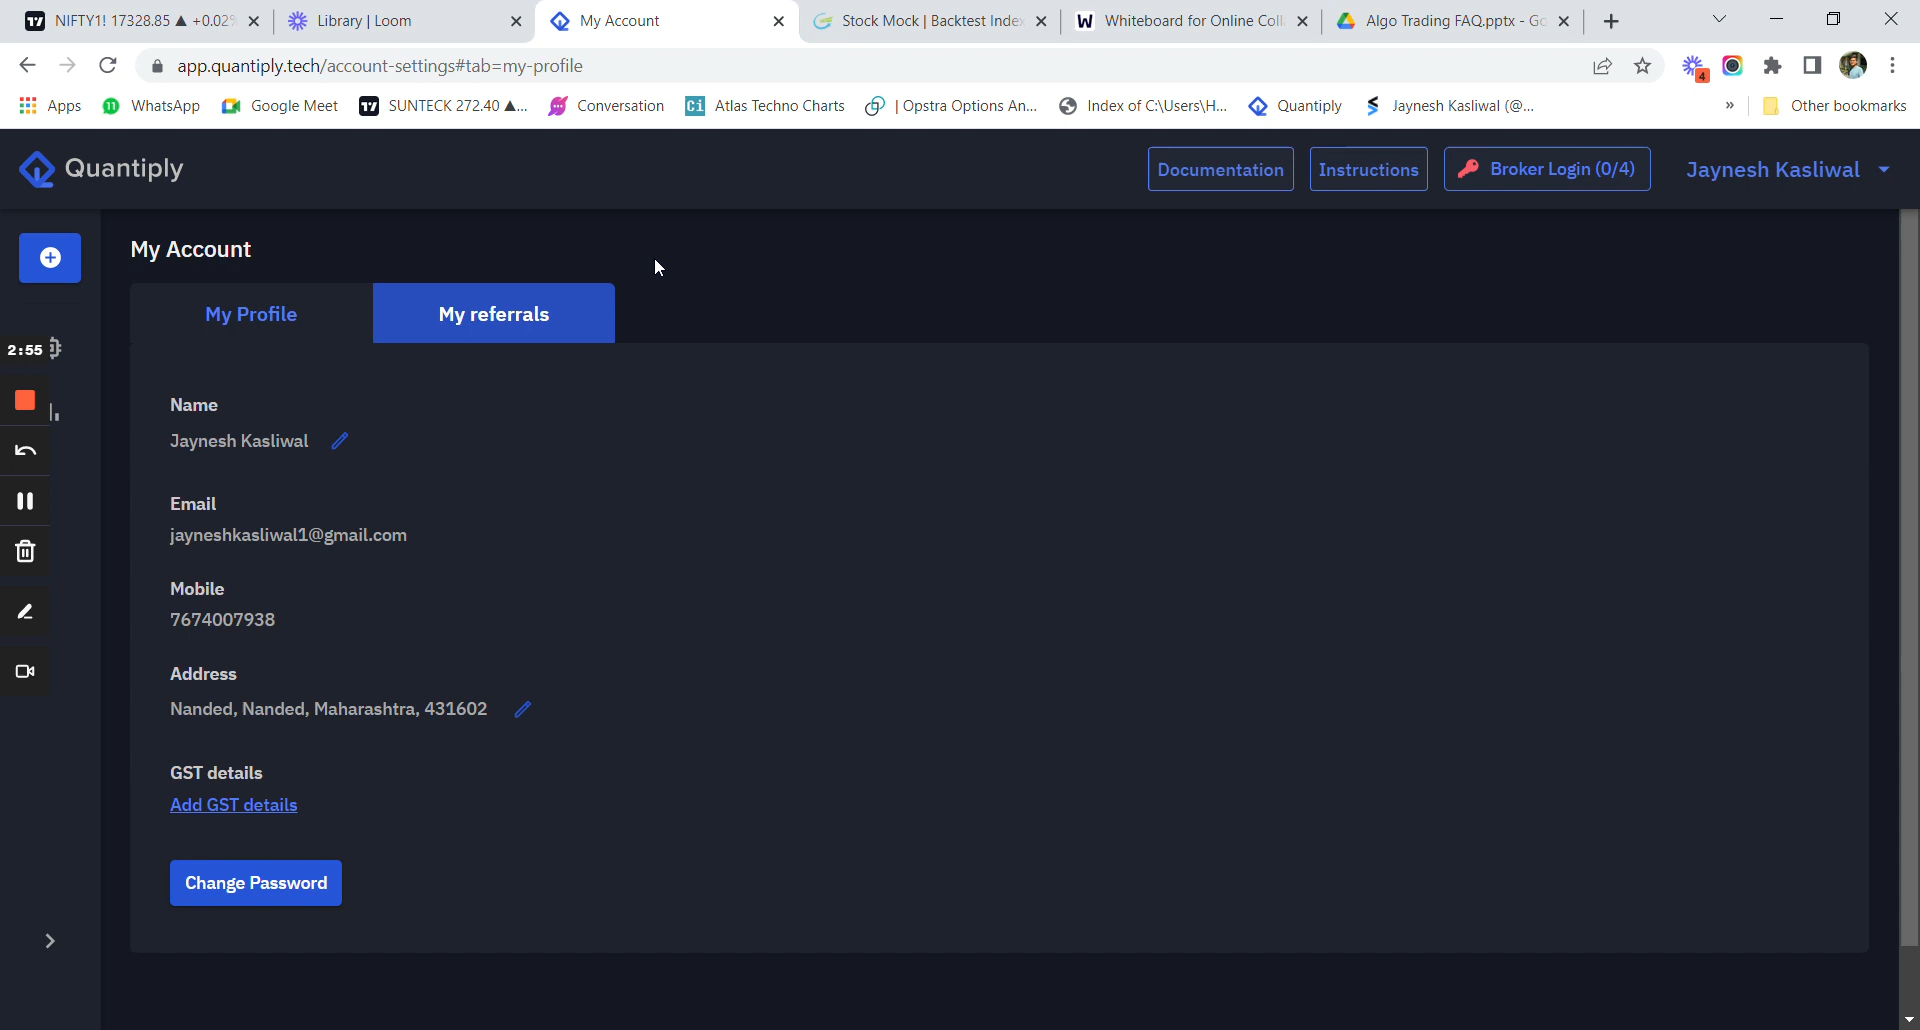 NIFTY1! 17328.85 ▲ +0.02%
Library | Loom
My Account
Stock Mock | Backtest Index
Whiteboard for Online Coll
Algo Trading FAQ.pptx - Go
app.quantiply.tech/account-settings#tab=my-profile
4
Apps
11
WhatsApp
Google Meet
SUNTECK 272.40 ▲...
Conversation
Ci
Atlas Techno Charts
| Opstra Options An...
Index of C:\Users\H...
Quantiply
Jaynesh Kasliwal (@...
»
Other bookmarks
Quantiply
Documentation
Instructions
Broker Login (0/4)
Jaynesh Kasliwal
My Account
My Profile
My referrals
2:55
Name
Jaynesh Kasliwal
Email
jayneshkasliwal1@gmail.com
Mobile
7674007938
Address
Nanded, Nanded, Maharashtra, 431602
GST details
Add GST details
Change Password